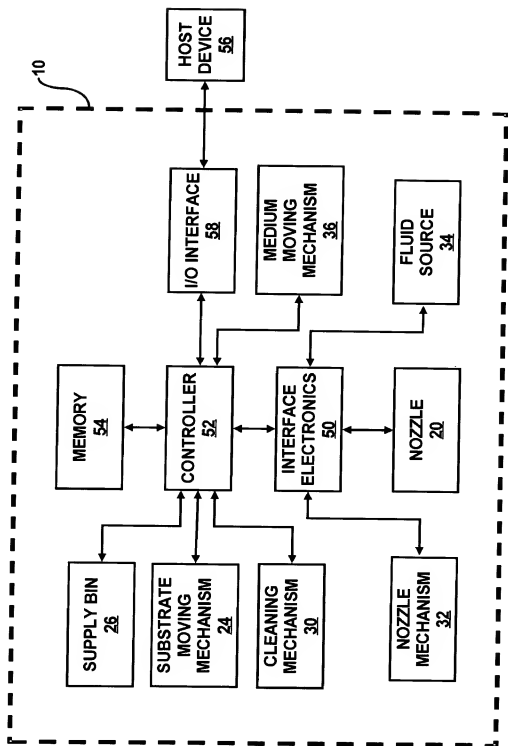 10
HOST
DEVICE
56
MEMORY
54
I/O INTERFACE
58
SUPPLY BIN
26
CONTROLLER
52
MEDIUM
MOVING
MECHANISM
36
SUBSTRATE
MOVING
MECHANISM
24
CLEANING
MECHANISM
30
INTERFACE
ELECTRONICS
50
FLUID
SOURCE
34
NOZZLE
MECHANISM
32
NOZZLE
20